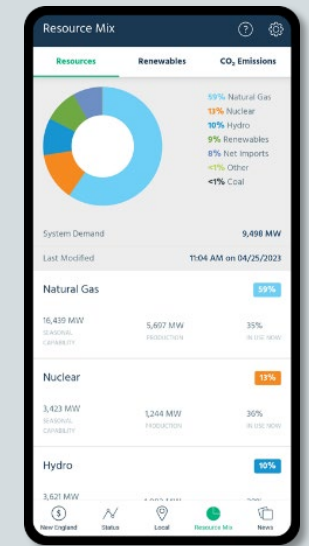 Resource Mix
Resources Renewables CO₂ Emissions
59% Natural Gas
13% Nuclear
10% Hydro
9% Renewables
8% Net Imports
<1% Other
<1% Coal
System Demand 9,498 MW
Last Modified 11:04 AM on 04/25/2023
Natural Gas 59%
16,439 MW 5,697 MW 35%
SEASONAL CAPABILITY PRODUCTION IN USE NOW
Nuclear 13%
3,423 MW 1,244 MW 36%
SEASONAL CAPABILITY PRODUCTION IN USE NOW
Hydro 10%
3,621 MW
New England Status Local Resource Mix News